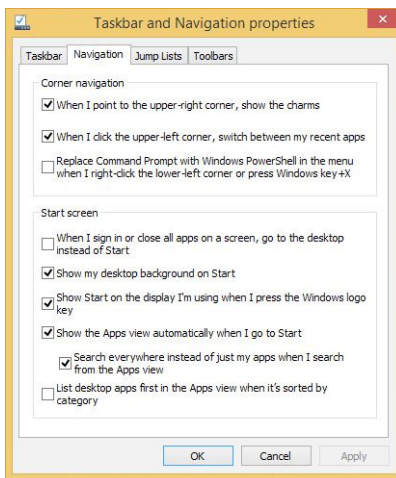 Taskbar and Navigation properties
Taskbar Navigation Jump Lists Toolbars
Corner navigation
When I point to the upper-right corner, show the charms
When I click the upper-left corner, switch between my recent apps
Replace Command Prompt with Windows PowerShell in the menu
when I right-click the lower-left corner or press Windows key+X
Start screen
When I sign in or close all apps on a screen, go to the desktop
instead of Start
Show my desktop background on Start
Show Start on the display I'm using when I press the Windows logo
key
Show the Apps view automatically when I go to Start
Search everywhere instead of just my apps when I search
from the Apps view
List desktop apps first in the Apps view when it's sorted by
category
OK Cancel Apply